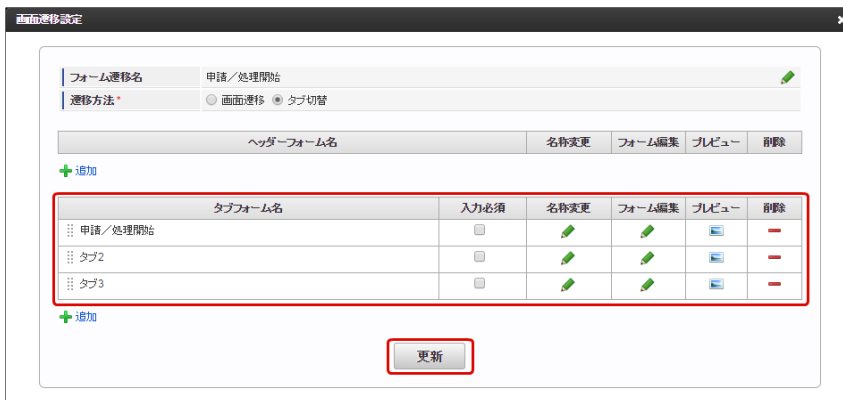 画面遷移設定
フォーム遷移名 申請／処理開始
遷移方法* 画面遷移 タブ切替
ヘッダーフォーム名 名称変更 フォーム編集 プレビュー 削除
追加
タブフォーム名 入力必須 名称変更 フォーム編集 プレビュー 削除
申請／処理開始
タブ2
タブ3
追加
更新